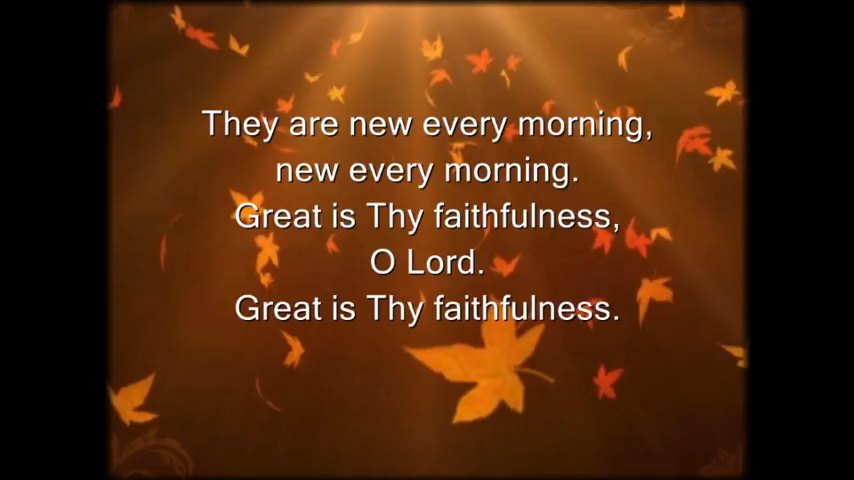 They are new every morning,
new every morning.
Great is Thy faithfulness,
O Lord.
Great is Thy faithfulness.